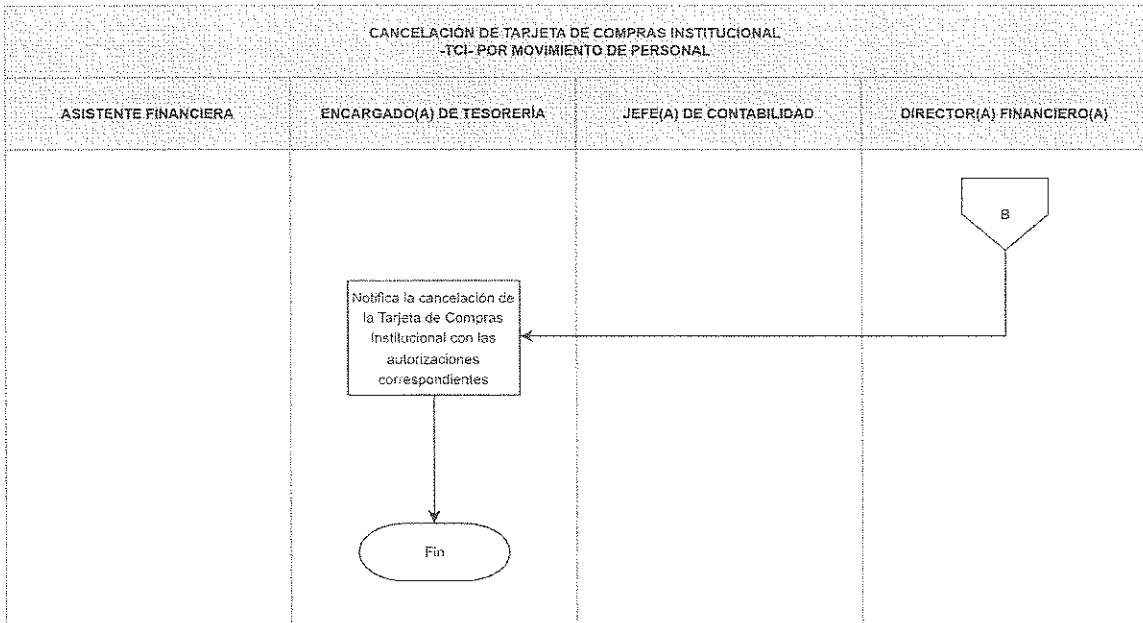 CANCELACIÓN DE TARJETA DE COMPRAS INSTITUCIONAL
-TCI- POR MOVIMIENTO DE PERSONAL
ASISTENTE FINANCIERA
ENCARGADO(A) DE TESORERÍA
JEFE(A) DE CONTABILIDAD
DIRECTOR(A) FINANCIERO(A)
B
Notifica la cancelación de
la Tarjeta de Compras
Institucional con las
autorizaciones
correspondientes
Fin